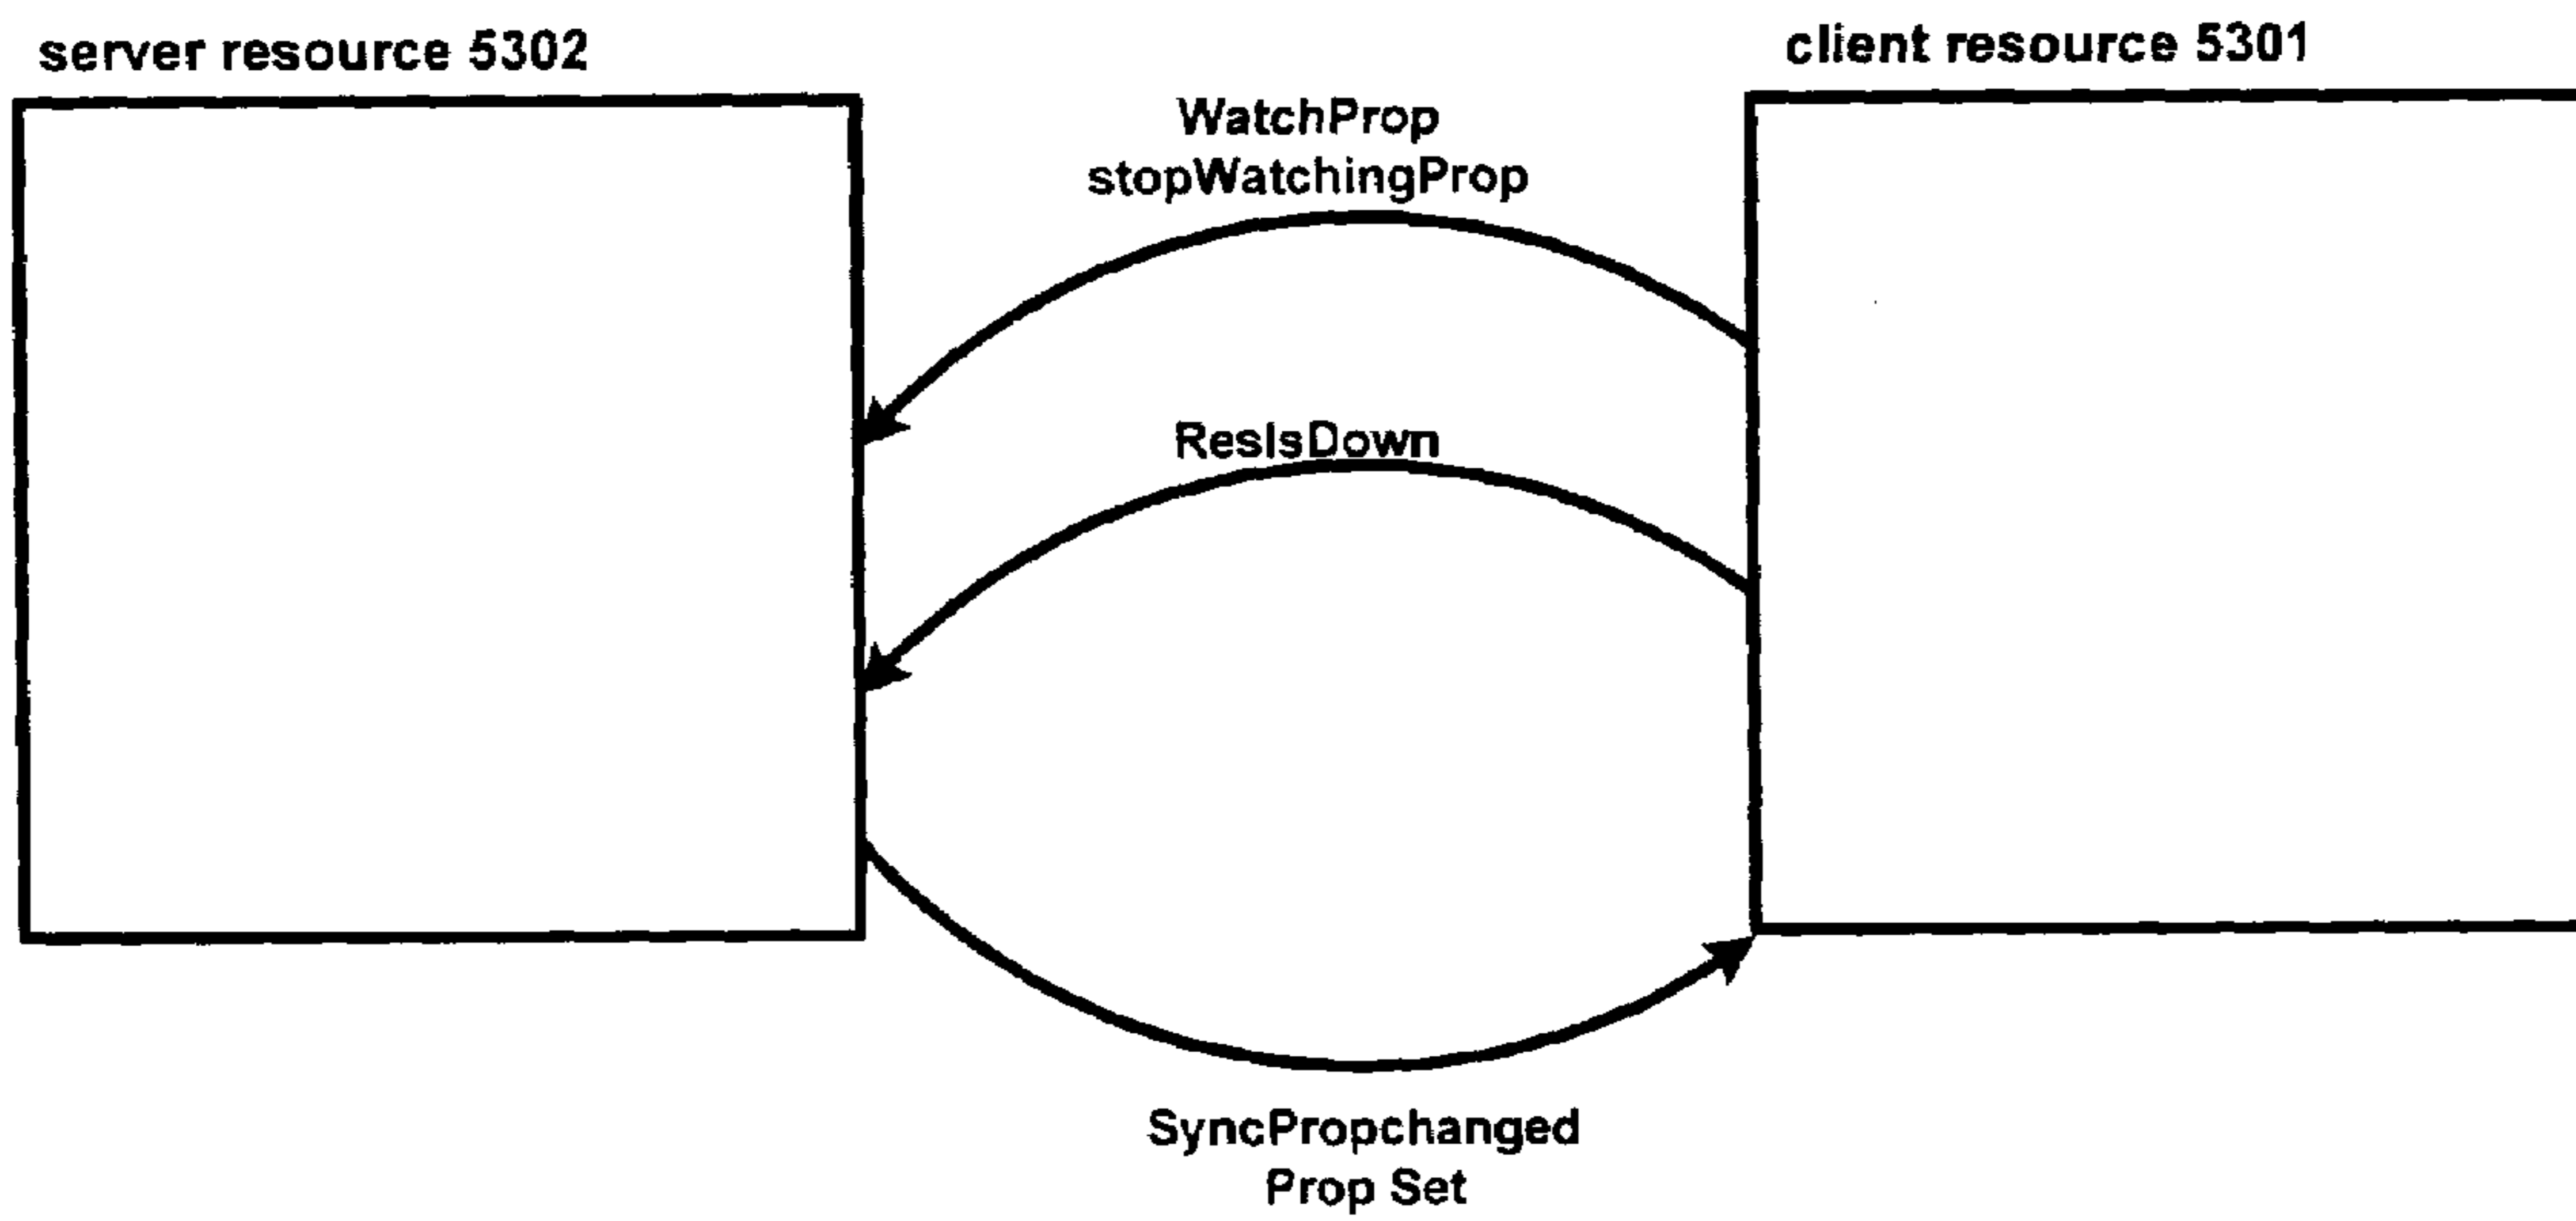 server resource 5302
client resource 5301
WatchProp
stopWatchingProp
ResIsDown
SyncPropchanged
Prop Set